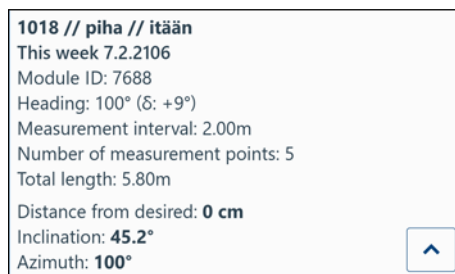 1018 // piha // itään
This week 7.2.2106
Module ID: 7688
Heading: 100° (δ: +9°)
Measurement interval: 2.00m
Number of measurement points: 5
Total length: 5.80m
Distance from desired: 0 cm
Inclination: 45.2°
Azimuth: 100°